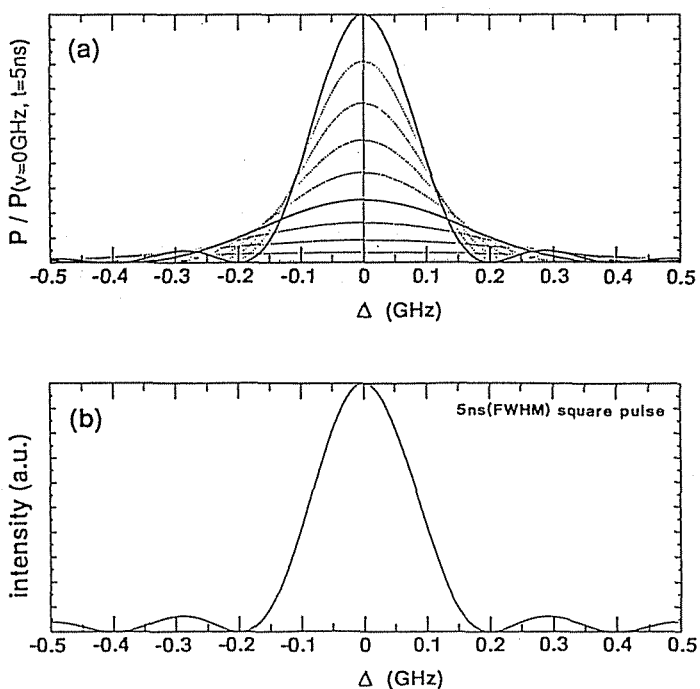 (a)
P / P(ν=0GHz, t=5ns)
-0.5 -0.4 -0.3 -0.2 -0.1 0 0.1 0.2 0.3 0.4 0.5
Δ (GHz)
(b)
5ns(FWHM) square pulse
intensity (a.u.)
-0.5 -0.4 -0.3 -0.2 -0.1 0 0.1 0.2 0.3 0.4 0.5
Δ (GHz)